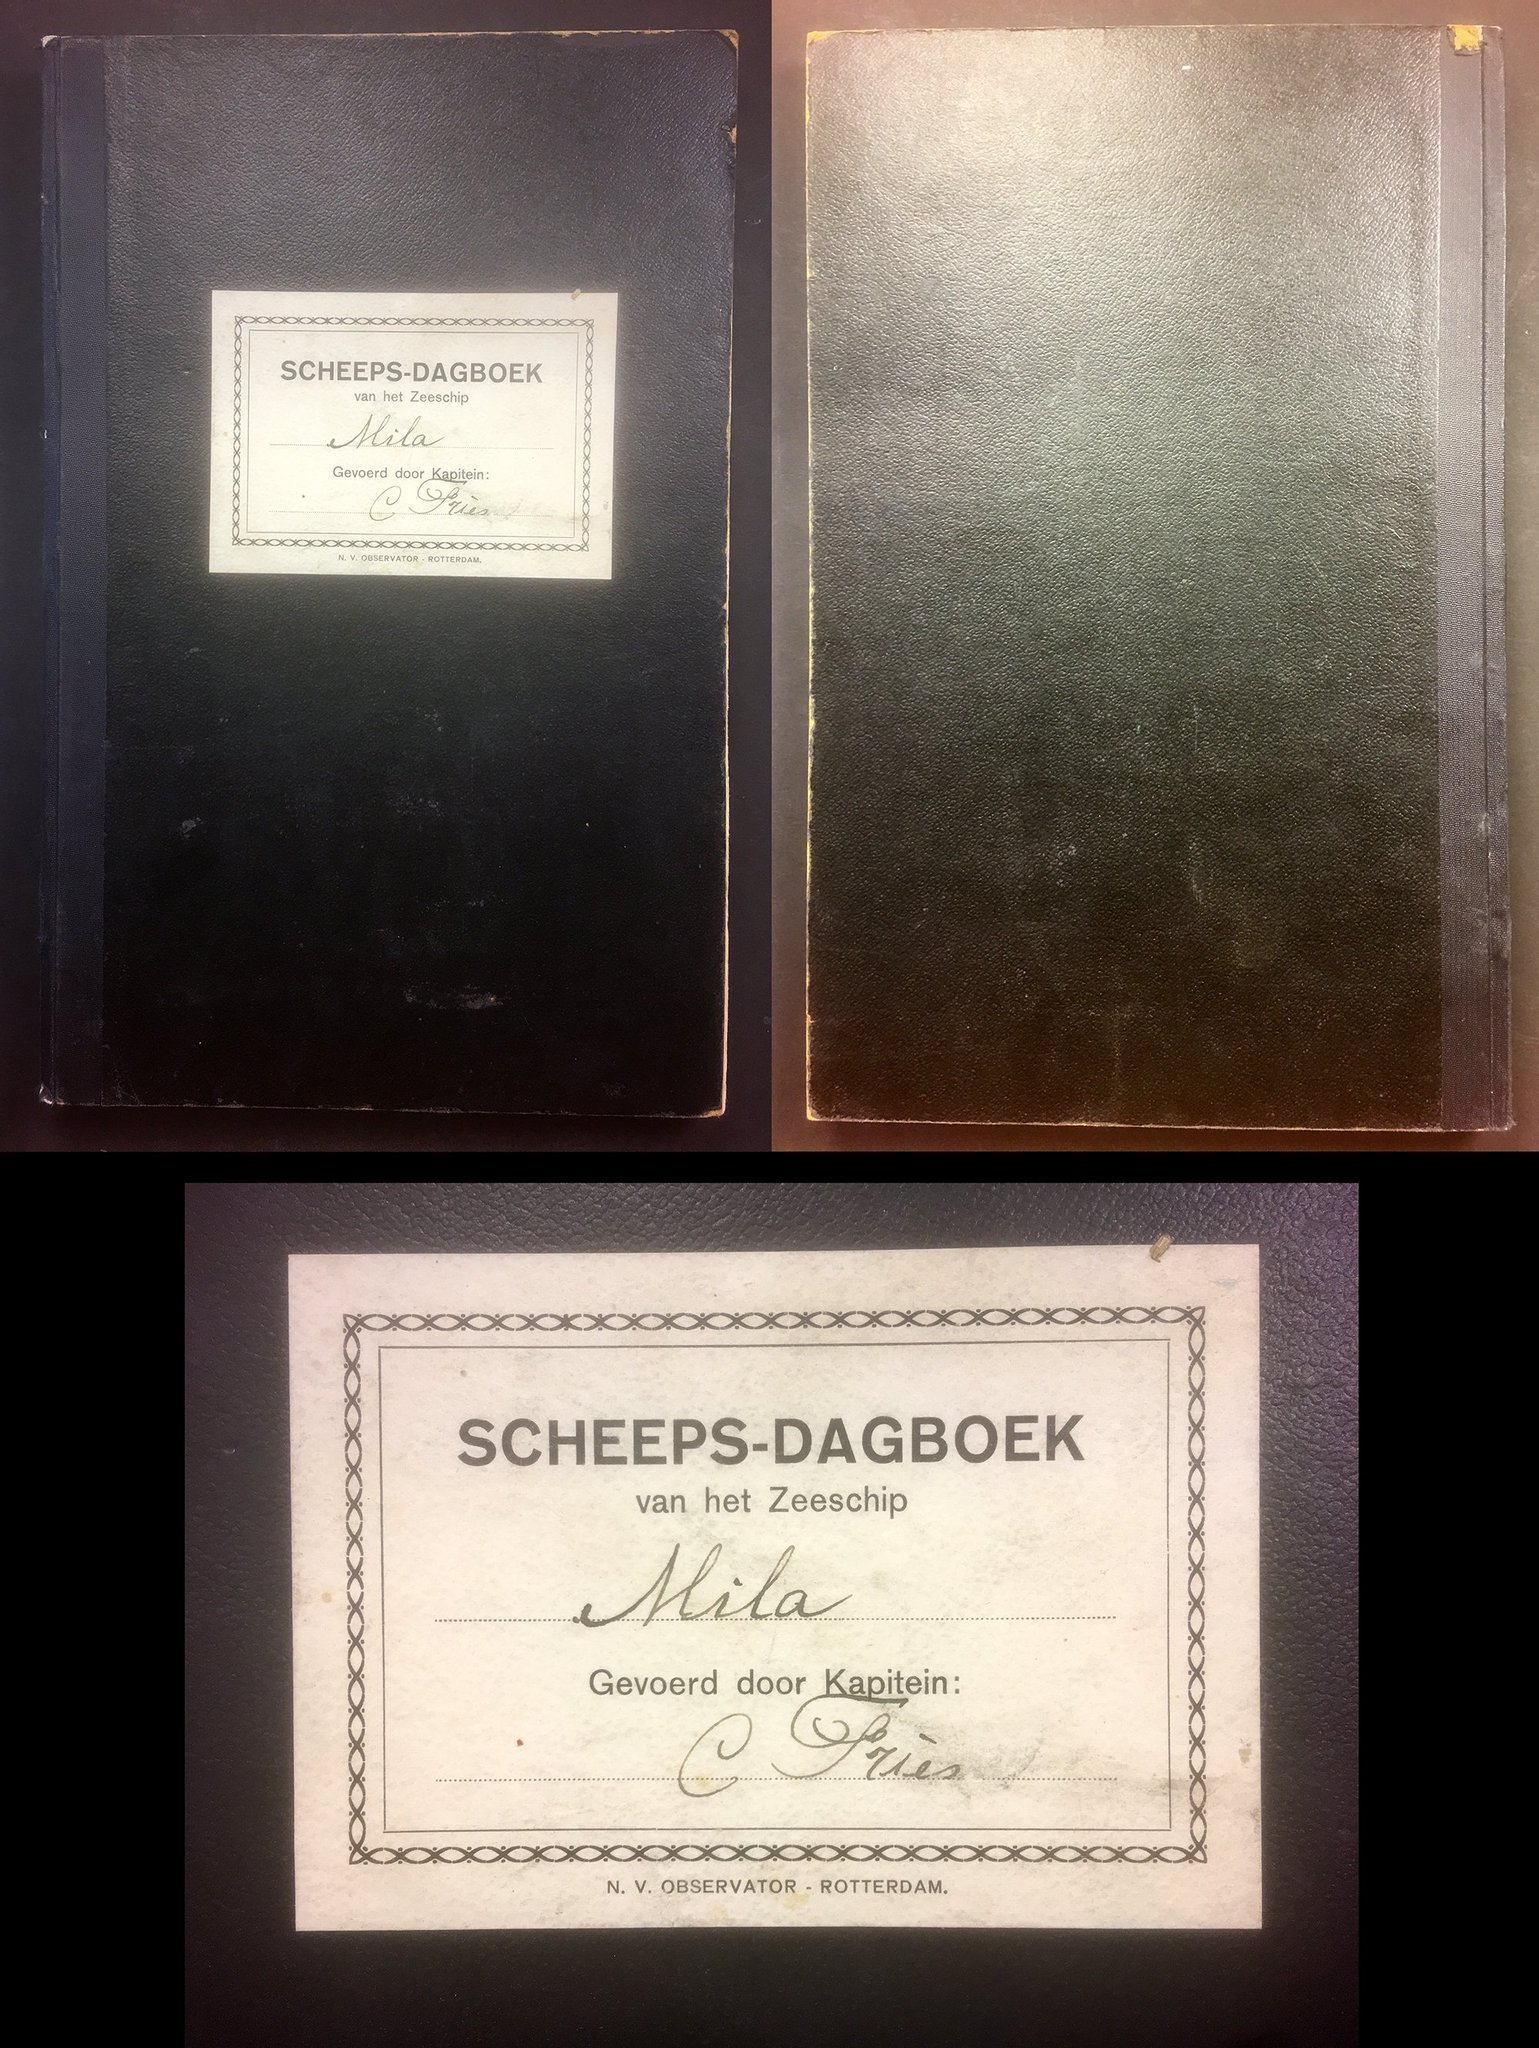 SCHEEPS-DAGBOEK
van het Zeeschip
Mila
Gevoerd door Kapitein:
C Fries
N. V. OBSERVATOR - ROTTERDAM.
SCHEEPS-DAGBOEK
van het Zeeschip
Mila
Gevoerd door Kapitein:
C Fries
N. V. OBSERVATOR - ROTTERDAM.